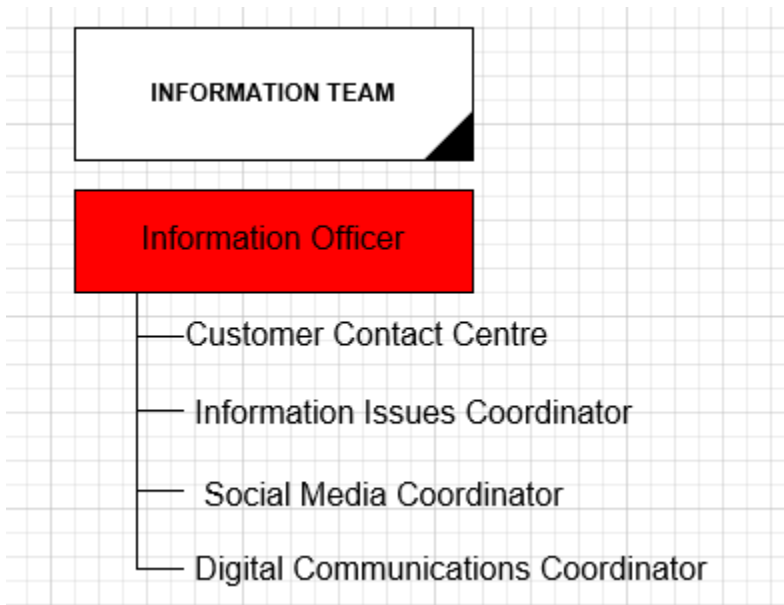 INFORMATION TEAM
Information Officer
Customer Contact Centre
Information Issues Coordinator
Social Media Coordinator
Digital Communications Coordinator